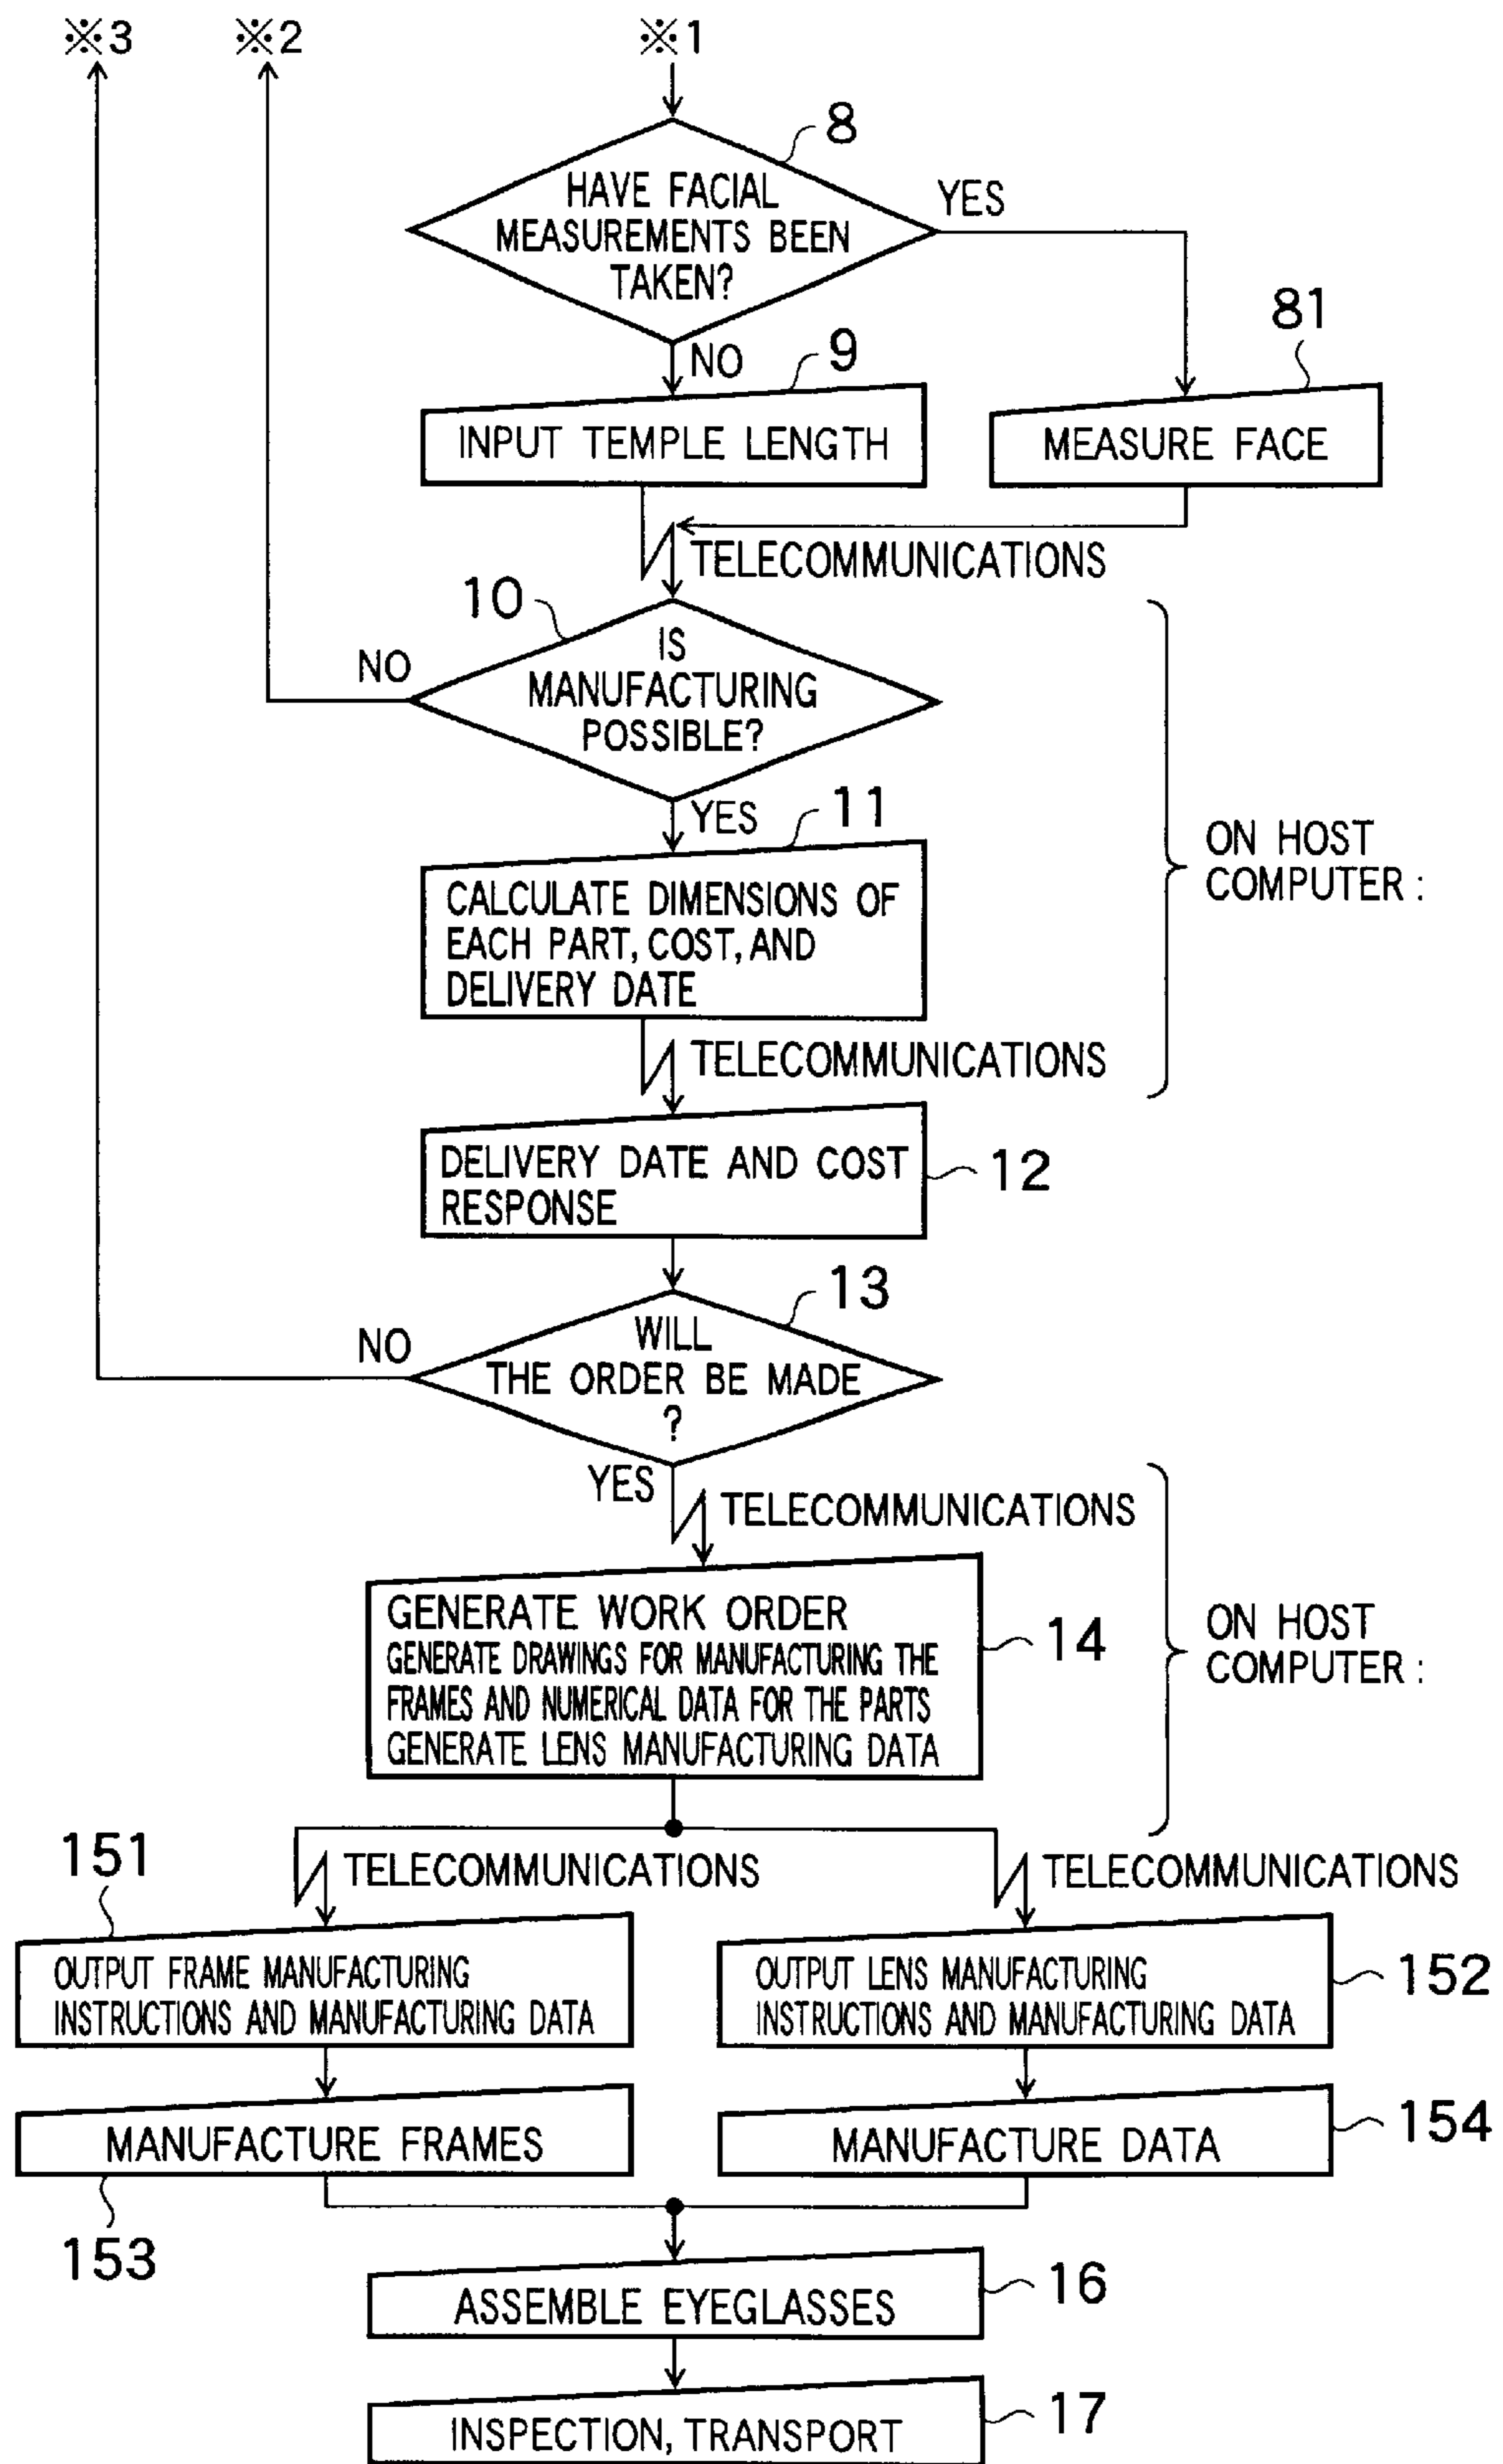 ※3
※2
※1
8
HAVE FACIAL
MEASUREMENTS BEEN
TAKEN?
YES
81
NO
9
INPUT TEMPLE LENGTH
MEASURE FACE
TELECOMMUNICATIONS
10
IS
MANUFACTURING
POSSIBLE?
NO
YES
11
CALCULATE DIMENSIONS OF
EACH PART, COST, AND
DELIVERY DATE
ON HOST
COMPUTER:
TELECOMMUNICATIONS
DELIVERY DATE AND COST
RESPONSE
12
13
WILL
THE ORDER BE MADE
?
NO
YES
TELECOMMUNICATIONS
GENERATE WORK ORDER
GENERATE DRAWINGS FOR MANUFACTURING THE
FRAMES AND NUMERICAL DATA FOR THE PARTS
GENERATE LENS MANUFACTURING DATA
14
ON HOST
COMPUTER:
151
TELECOMMUNICATIONS
TELECOMMUNICATIONS
OUTPUT FRAME MANUFACTURING
INSTRUCTIONS AND MANUFACTURING DATA
OUTPUT LENS MANUFACTURING
INSTRUCTIONS AND MANUFACTURING DATA
152
MANUFACTURE FRAMES
153
MANUFACTURE DATA
154
ASSEMBLE EYEGLASSES
16
INSPECTION, TRANSPORT
17